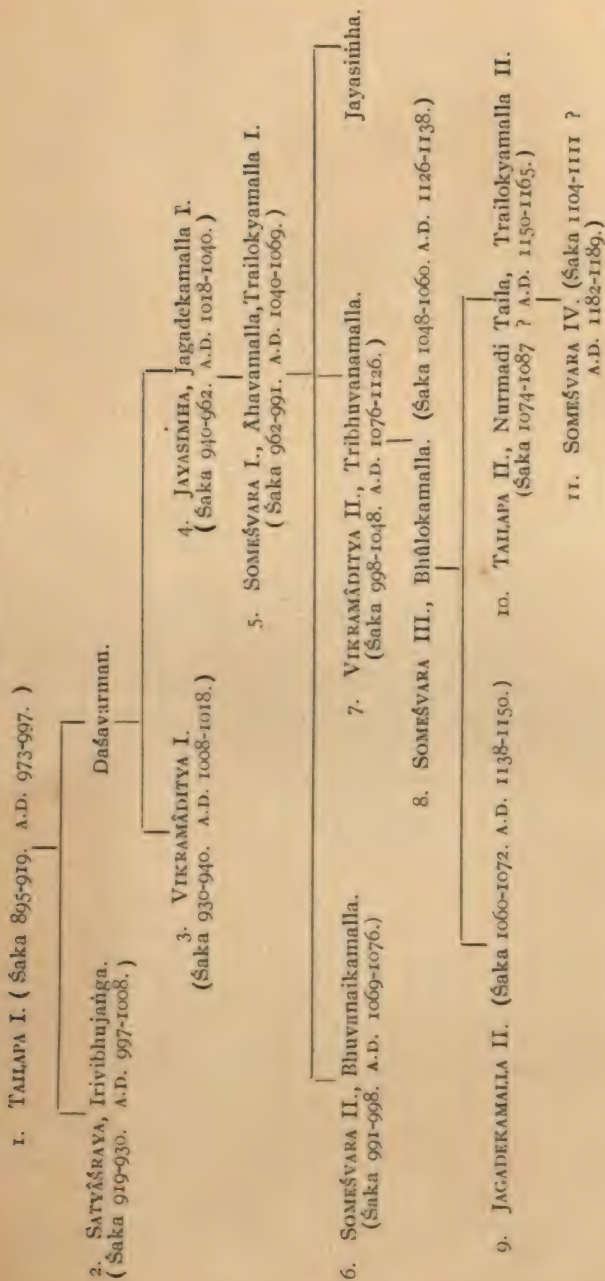 1. TAILAPA I. ( Śaka 895-919. A.D. 973-997. )
2. SATYÂŚRAYA, Irivibhujaṅga.
( Śaka 919-930. A.D. 997-1008. )
Daśavarman.
3. VIKRAMÂDITYA I.
(Śaka 930-940. A.D. 1008-1018.)
4. JAYASIṀHA, Jagadekamalla I.
( Śaka 940-962. A.D. 1018-1040. )
5. SOMEŚVARA I., Âhavamalla, Trailokyamalla I.
( Śaka 962-991. A.D. 1040-1069. )
6. SOMEŚVARA II., Bhuvanaikamalla.
(Śaka 991-998. A.D. 1069-1076.)
7. VIKRAMÂDITYA II., Tribhuvanamalla.
(Śaka 998-1048. A.D. 1076-1126.)
Jayasiṁha.
8. SOMEŚVARA III., Bhûlokamalla. (Śaka 1048-1060. A.D. 1126-1138.)
9. JAGADEKAMALLA II. (Śaka 1060-1072. A.D. 1138-1150.)
10. TAILAPA II., Nurmadi Taila, Trailokyamalla II.
(Śaka 1074-1087 ? A.D. 1150-1165.)
11. SOMEŚVARA IV. (Śaka 1104-1111 ?
A.D. 1182-1189.)